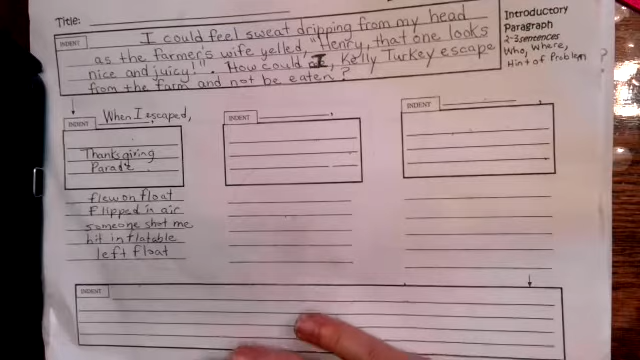 Title:
INDENT
I could feel sweat dripping from my head
as the farmer's wife yelled, "Henry, that one looks
nice and juicy!". How could I, Kelly Turkey escape
from the farm and not be eaten?
Introductory
Paragraph
2-3 sentences
Who, Where,
Hint of Problem ?
INDENT When I escaped,
Thanksgiving
Parade
flew on float
flipped in air
someone shot me
hit inflatable
left float
INDENT ,
INDENT ,
INDENT